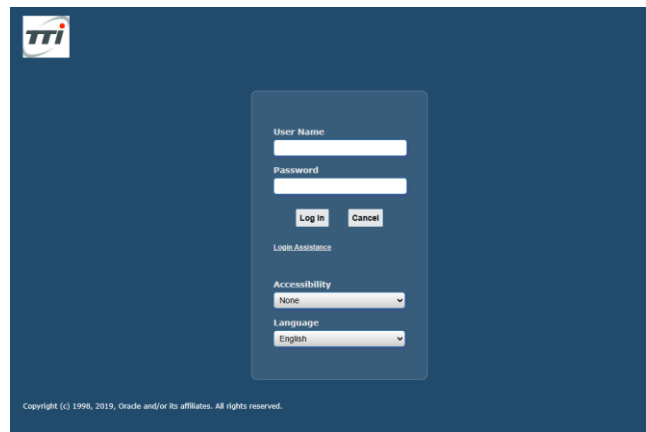 TTI
User Name
Password
Log In Cancel
Login Assistance
Accessibility
None
Language
English
Copyright (c) 1998, 2019, Oracle and/or its affiliates. All rights reserved.